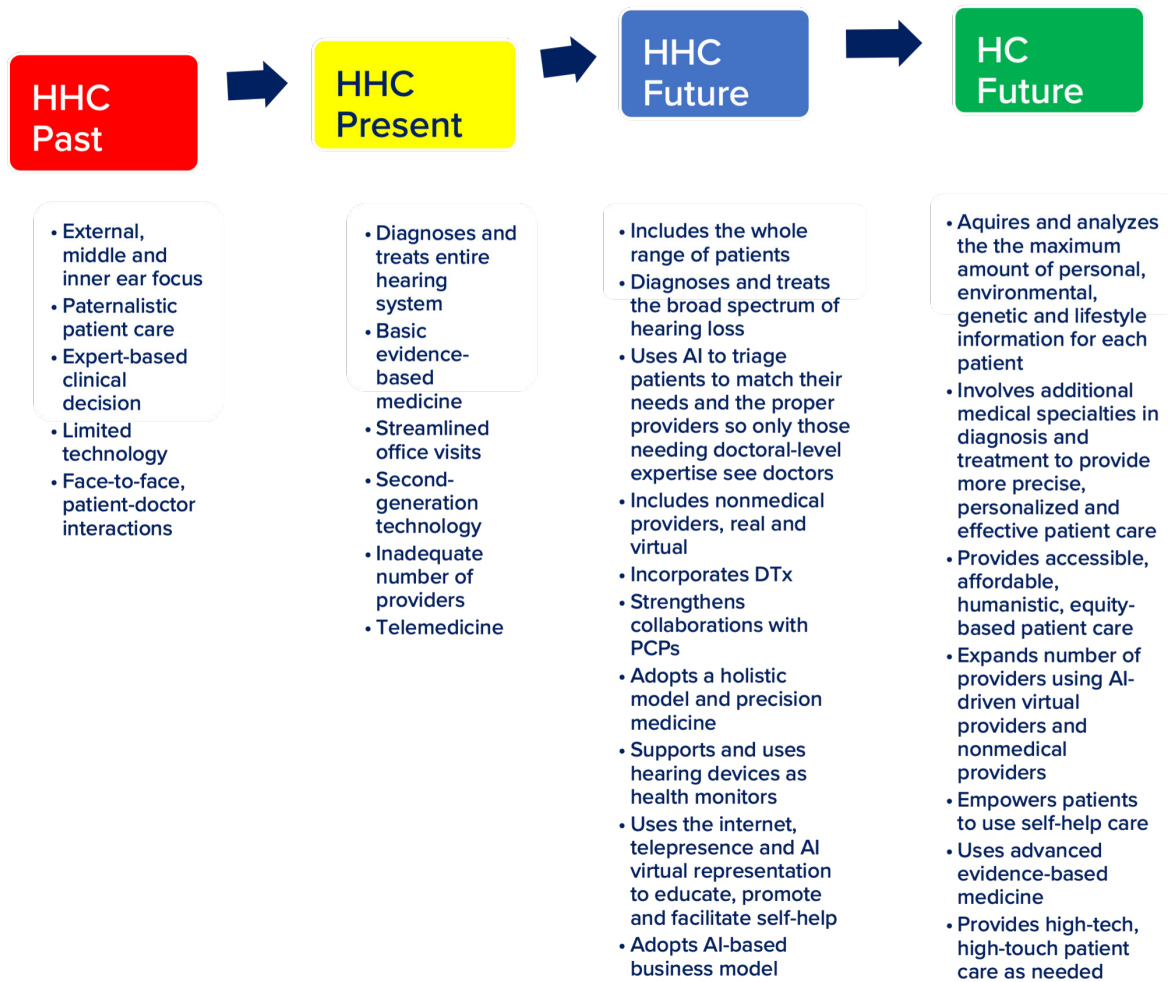 HHC
Past
HHC
Present
HHC
Future
HC
Future
• External,
middle and
inner ear focus
• Paternalistic
patient care
• Expert-based
clinical
decision
• Limited
technology
• Face-to-face,
patient-doctor
interactions
• Diagnoses and
treats entire
hearing
system
• Basic
evidence-
based
medicine
• Streamlined
office visits
• Second-
generation
technology
• Inadequate
number of
providers
• Telemedicine
• Includes the whole
range of patients
• Diagnoses and treats
the broad spectrum of
hearing loss
• Uses AI to triage
patients to match their
needs and the proper
providers so only those
needing doctoral-level
expertise see doctors
• Includes nonmedical
providers, real and
virtual
• Incorporates DTx
• Strengthens
collaborations with
PCPs
• Adopts a holistic
model and precision
medicine
• Supports and uses
hearing devices as
health monitors
• Uses the internet,
telepresence and AI
virtual representation
to educate, promote
and facilitate self-help
• Adopts AI-based
business model
• Aquires and analyzes
the the maximum
amount of personal,
environmental,
genetic and lifestyle
information for each
patient
• Involves additional
medical specialties in
diagnosis and
treatment to provide
more precise,
personalized and
effective patient care
• Provides accessible,
affordable,
humanistic, equity-
based patient care
• Expands number of
providers using AI-
driven virtual
providers and
nonmedical
providers
• Empowers patients
to use self-help care
• Uses advanced
evidence-based
medicine
• Provides high-tech,
high-touch patient
care as needed